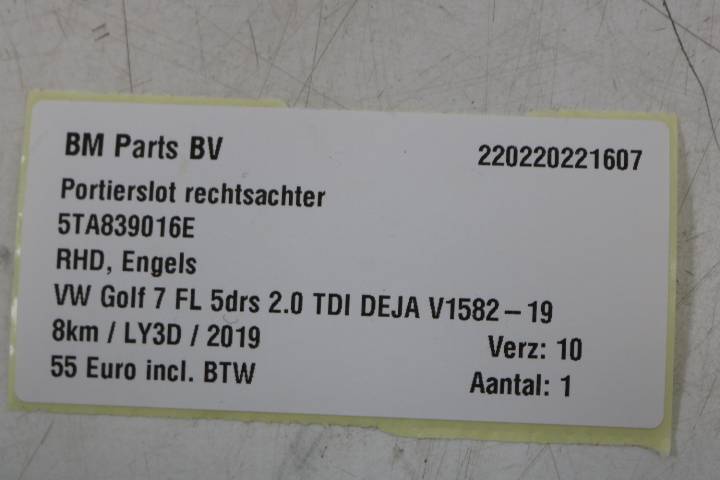 BM Parts BV 220220221607
Portierslot rechtsachter
5TA839016E
RHD, Engels
VW Golf 7 FL 5drs 2.0 TDI DEJA V1582-19
8km / LY3D / 2019 Verz: 10
55 Euro incl. BTW Aantal: 1